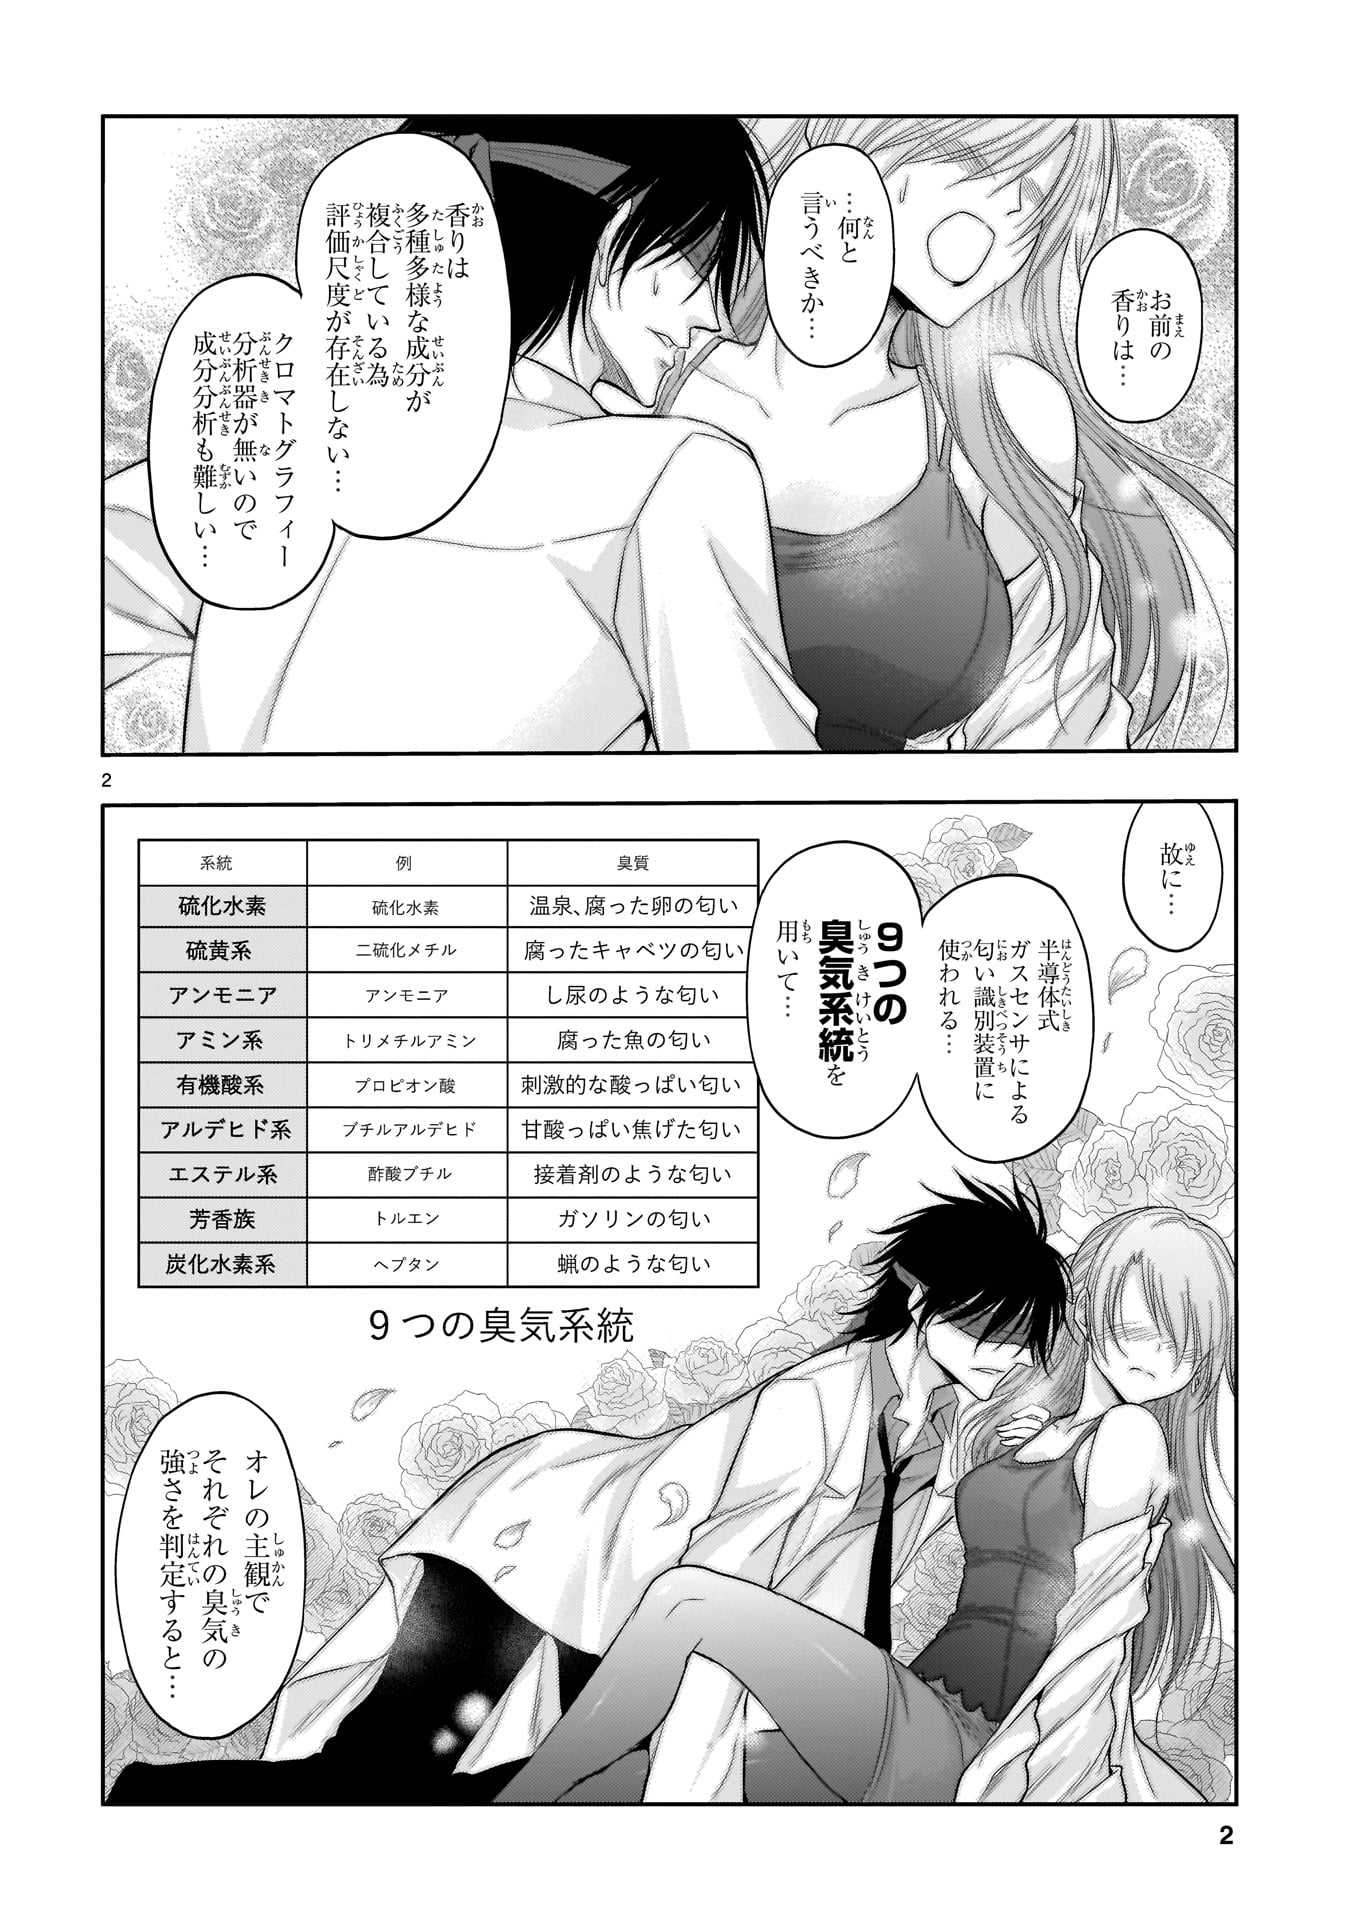 お前の
香りは…
…何と
言うべきか…
香りは
多種多様な成分が
複合している為
評価尺度が存在しない…
クロマトグラフィー
分析器が無いので
成分分析も難しい…
2
故に…
半導体式
ガスセンサによる
匂い識別装置に
使われる…
9つの
臭気系統を
用いて…
系統 例 臭質
硫化水素 硫化水素 温泉、腐った卵の匂い
硫黄系 二硫化メチル 腐ったキャベツの匂い
アンモニア アンモニア し尿のような匂い
アミン系 トリメチルアミン 腐った魚の匂い
有機酸系 プロピオン酸 刺激的な酸っぱい匂い
アルデヒド系 ブチルアルデヒド 甘酸っぱい焦げた匂い
エステル系 酢酸ブチル 接着剤のような匂い
芳香族 トルエン ガソリンの匂い
炭化水素系 ヘプタン 蝋のような匂い
9つの臭気系統
オレの主観で
それぞれの臭気の
強さを判定すると…
2